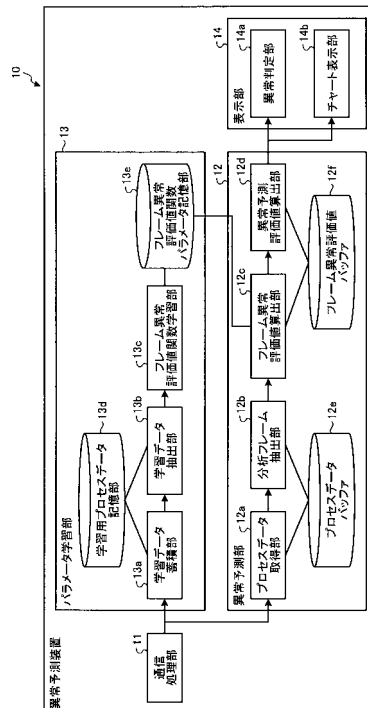 異常予測装置
10
11
通信
処理部
パラメータ学習部
13
13a
学習データ
蓄積部
13b
学習データ
抽出部
13c
フレーム異常
評価値関数学習部
13d
学習用プロセスデータ
記憶部
13e
フレーム異常
評価値関数
パラメータ記憶部
異常予測部
12
12a
プロセスデータ
取得部
12b
分析フレーム
抽出部
12c
フレーム異常
評価値算出部
12d
異常予測
評価値算出部
12e
プロセスデータ
バッファ
12f
フレーム異常評価値
バッファ
表示部
14
14a
異常判定部
14b
チャート表示部